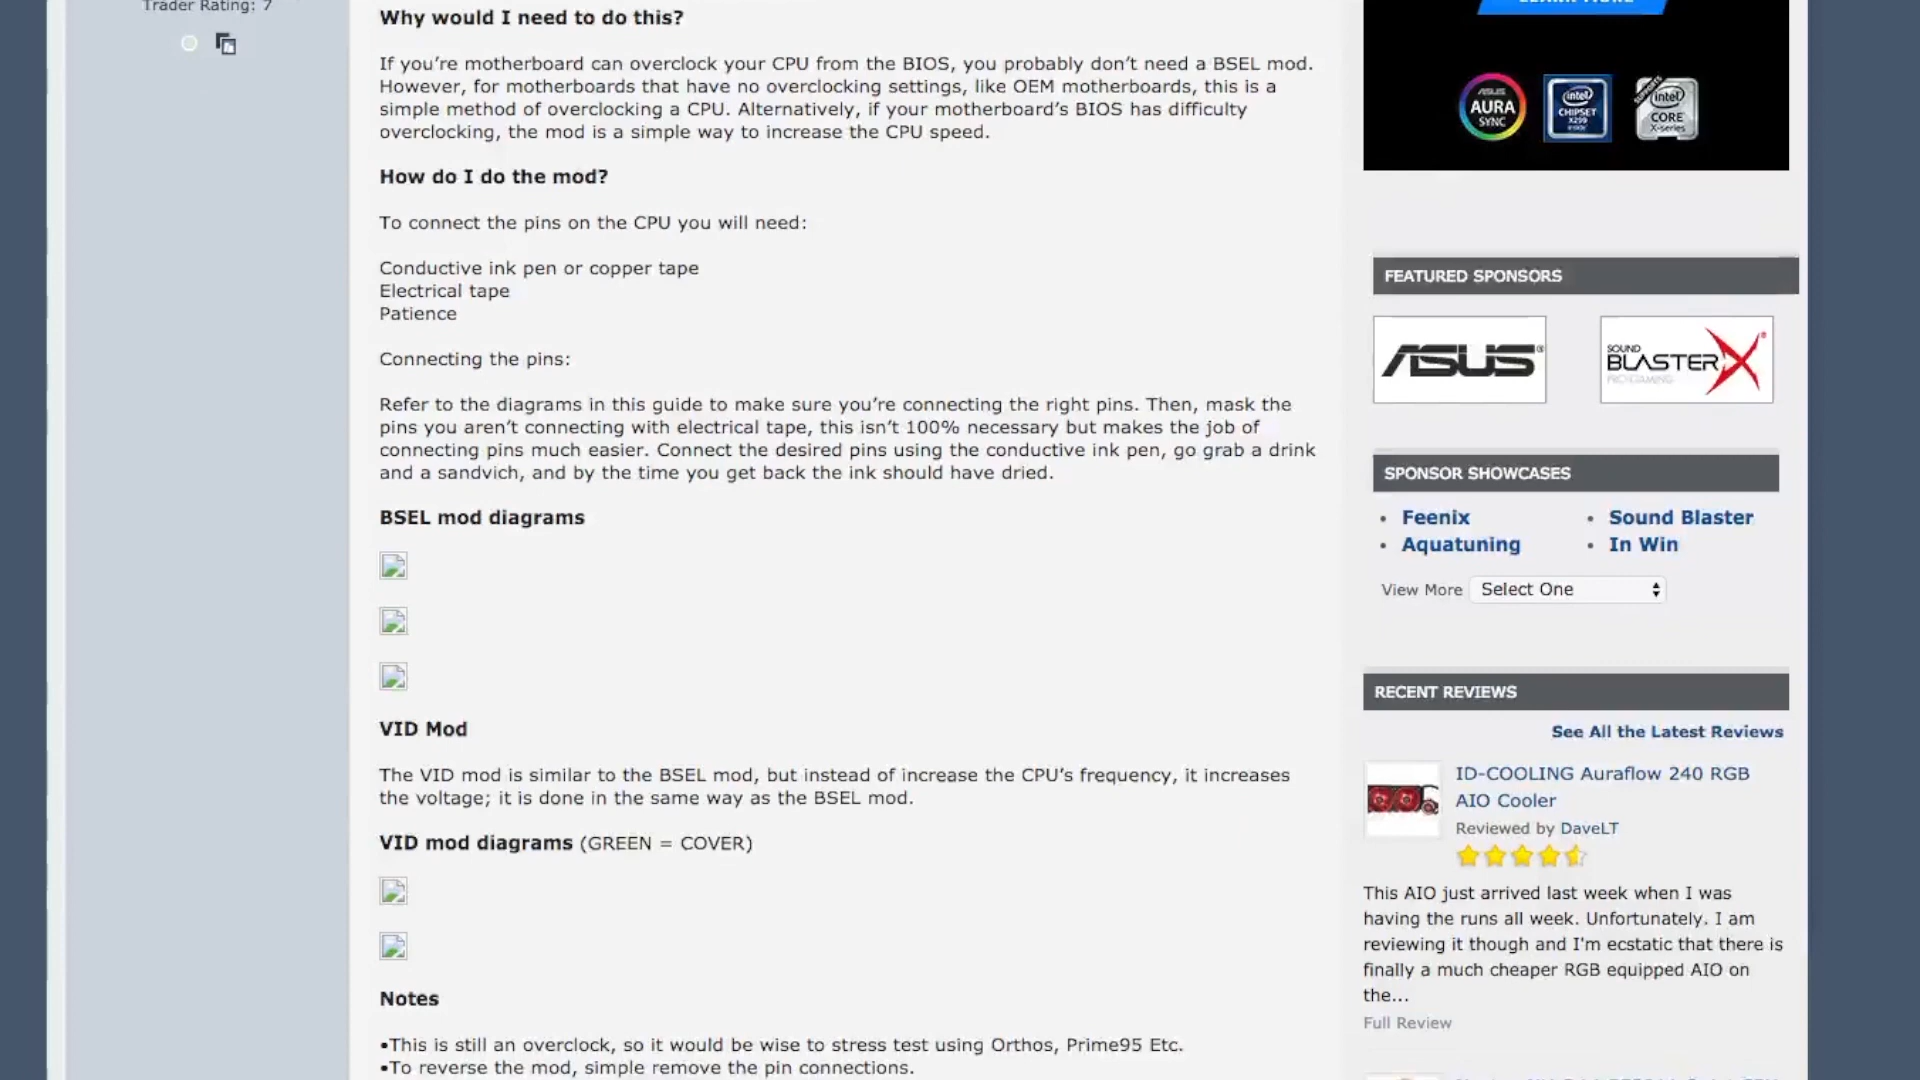 Trader Rating: 7
Why would I need to do this?
If you’re motherboard can overclock your CPU from the BIOS, you probably don’t need a BSEL mod.
However, for motherboards that have no overclocking settings, like OEM motherboards, this is a
simple method of overclocking a CPU. Alternatively, if your motherboard’s BIOS has difficulty
overclocking, the mod is a simple way to increase the CPU speed.
How do I do the mod?
To connect the pins on the CPU you will need:
Conductive ink pen or copper tape
Electrical tape
Patience
Connecting the pins:
Refer to the diagrams in this guide to make sure you’re connecting the right pins. Then, mask the
pins you aren’t connecting with electrical tape, this isn’t 100% necessary but makes the job of
connecting pins much easier. Connect the desired pins using the conductive ink pen, go grab a drink
and a sandvich, and by the time you get back the ink should have dried.
BSEL mod diagrams
VID Mod
The VID mod is similar to the BSEL mod, but instead of increase the CPU’s frequency, it increases
the voltage; it is done in the same way as the BSEL mod.
VID mod diagrams (GREEN = COVER)
Notes
•This is still an overclock, so it would be wise to stress test using Orthos, Prime95 Etc.
•To reverse the mod, simple remove the pin connections.
ASUS
AURA
SYNC
intel
CHIPSET
X299
intel
CORE
X-series
FEATURED SPONSORS
ASUS
SOUND
BLASTERX
PRO-GAMING
SPONSOR SHOWCASES
• Feenix
• Sound Blaster
• Aquatuning
• In Win
View More Select One
RECENT REVIEWS
See All the Latest Reviews
ID-COOLING Auraflow 240 RGB
AIO Cooler
Reviewed by DaveLT
This AIO just arrived last week when I was
having the runs all week. Unfortunately. I am
reviewing it though and I'm ecstatic that there is
finally a much cheaper RGB equipped AIO on
the...
Full Review